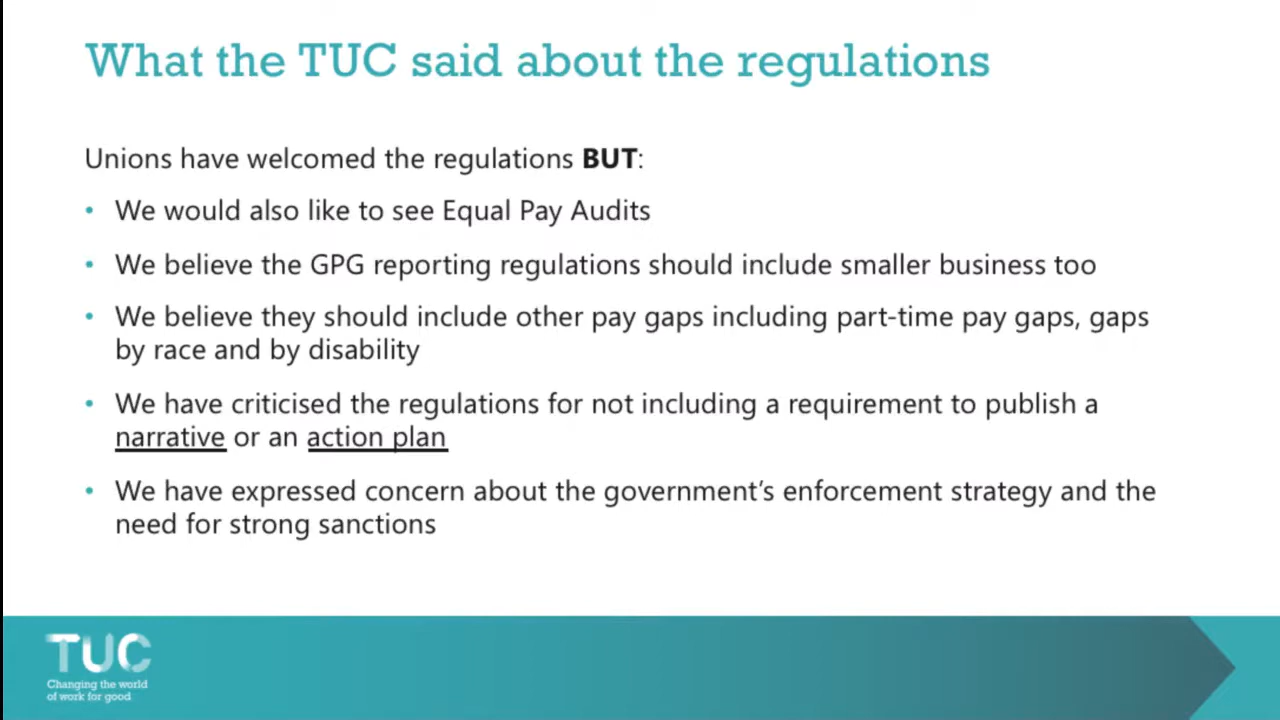 What the TUC said about the regulations
Unions have welcomed the regulations BUT:
• We would also like to see Equal Pay Audits
• We believe the GPG reporting regulations should include smaller business too
• We believe they should include other pay gaps including part-time pay gaps, gaps
by race and by disability
• We have criticised the regulations for not including a requirement to publish a
narrative or an action plan
• We have expressed concern about the government’s enforcement strategy and the
need for strong sanctions
TUC
Changing the world
of work for good